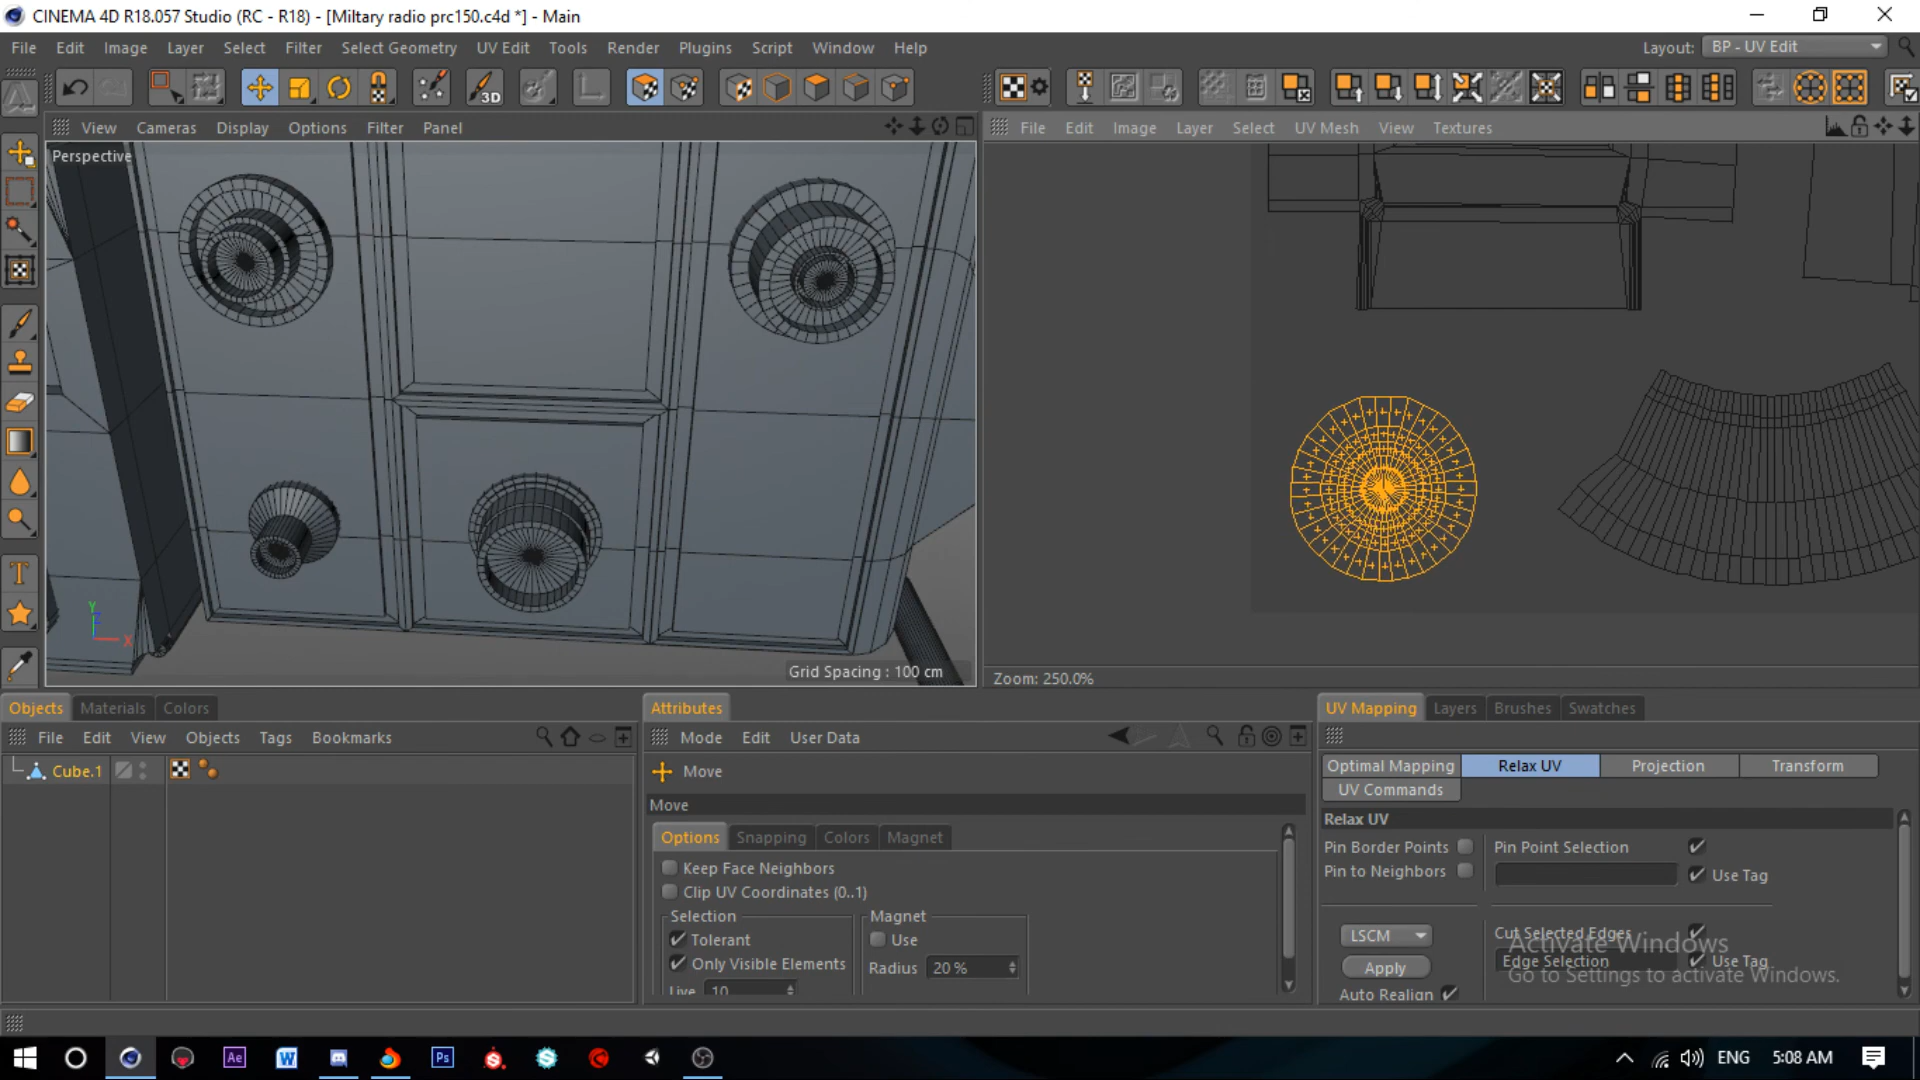 CINEMA 4D R18.057 Studio (RC - R18) - [Miltary radio prc150.c4d *] - Main
File Edit Image Layer Select Filter Select Geometry UV Edit Tools Render Plugins Script Window Help Layout: BP - UV Edit
3D
View Cameras Display Options Filter Panel
File Edit Image Layer Select UV Mesh View Textures
Perspective
Y
Z
X
Grid Spacing : 100 cm
Zoom: 250.0%
Objects Materials Colors
File Edit View Objects Tags Bookmarks
Cube.1
Attributes
Mode Edit User Data
Move
Move
Options Snapping Colors Magnet
Keep Face Neighbors
Clip UV Coordinates (0..1)
Selection Magnet
Tolerant Use
Only Visible Elements Radius 20 %
Live 10
UV Mapping Layers Brushes Swatches
Optimal Mapping Relax UV Projection Transform
UV Commands
Relax UV
Pin Border Points Pin Point Selection
Pin to Neighbors Use Tag
LSCM Cut Selected Edges
Apply Edge Selection Use Tag
Auto Realign
Activate Windows
Go to Settings to activate Windows.
Ae W Ps ENG 5:08 AM